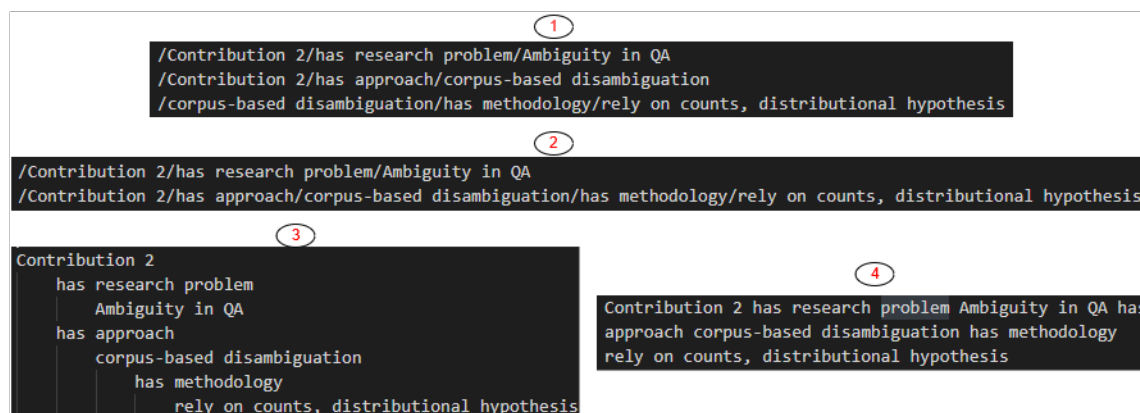 1
/Contribution 2/has research problem/Ambiguity in QA
/Contribution 2/has approach/corpus-based disambiguation
/corpus-based disambiguation/has methodology/rely on counts, distributional hypothesis
2
/Contribution 2/has research problem/Ambiguity in QA
/Contribution 2/has approach/corpus-based disambiguation/has methodology/rely on counts, distributional hypothesis
3
Contribution 2
has research problem
Ambiguity in QA
has approach
corpus-based disambiguation
has methodology
rely on counts, distributional hypothesis
4
Contribution 2 has research problem Ambiguity in QA has
approach corpus-based disambiguation has methodology
rely on counts, distributional hypothesis